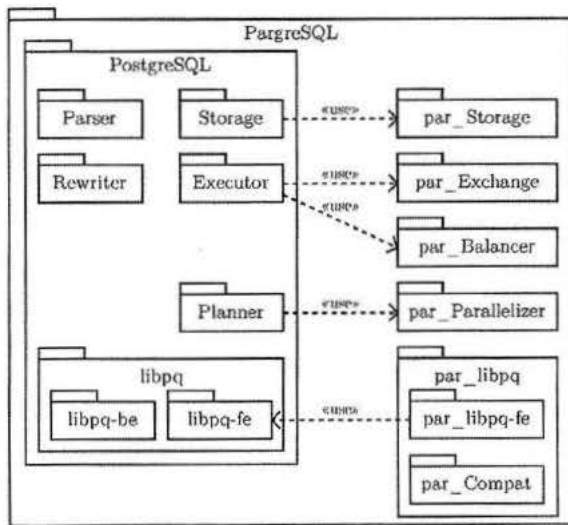 PargreSQL
PostgreSQL
Parser
Storage
«use»
par_Storage
Rewriter
Executor
«use»
par_Exchange
«use»
par_Balancer
Planner
«use»
par_Parallelizer
libpq
par_libpq
libpq-be
libpq-fe
«use»
par_libpq-fe
par_Compat